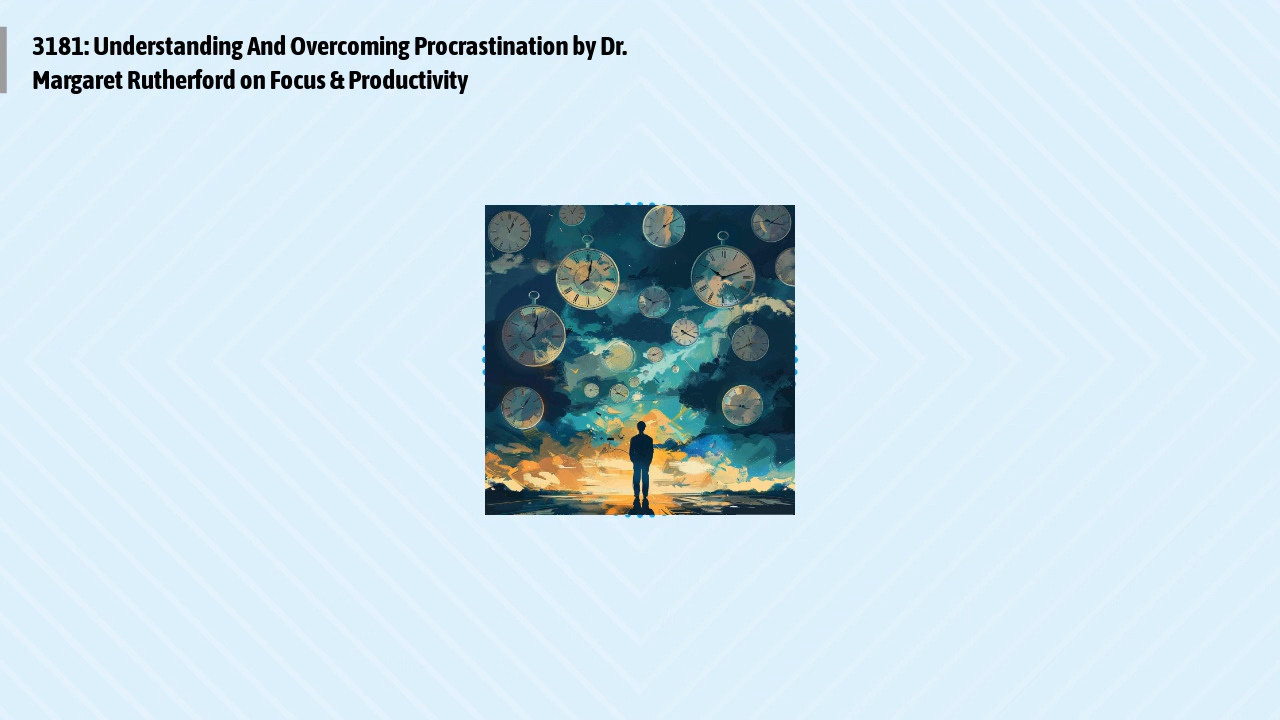 3181: Understanding And Overcoming Procrastination by Dr.
Margaret Rutherford on Focus & Productivity